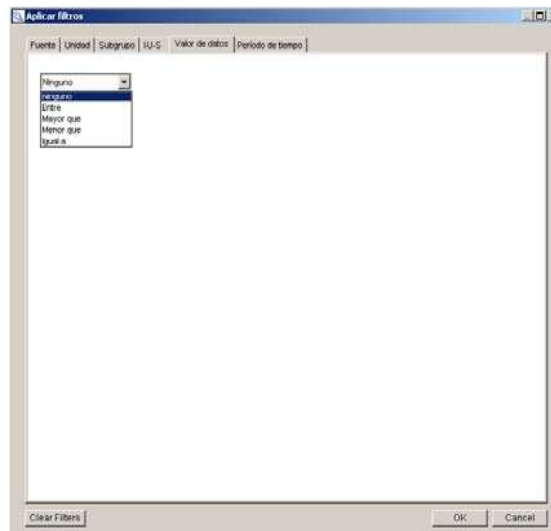 Aplicar filtros
Fuente Unidad Subgrupo I-U-S Valor de datos Período de tiempo
Ninguno
ninguno
Entre
Mayor que
Menor que
Igual a
Clear Filters OK Cancel